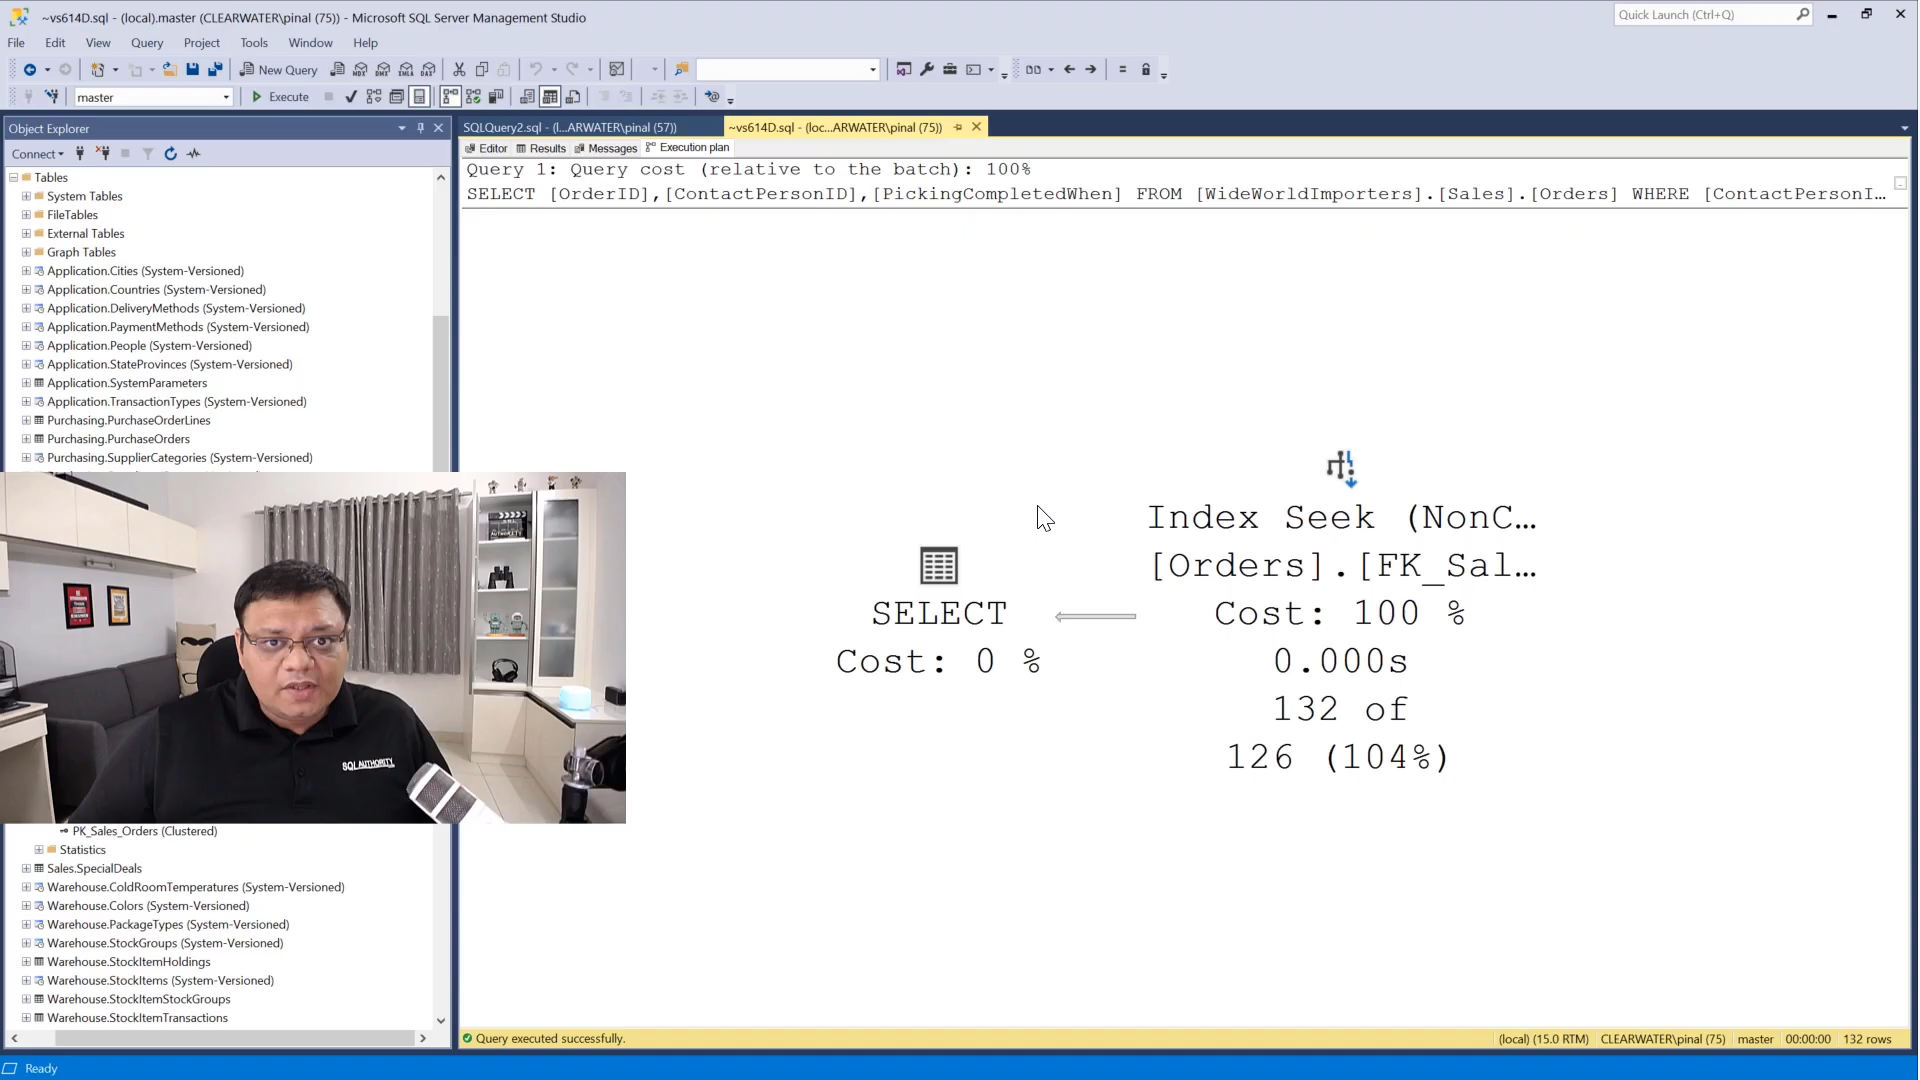 ~vs614D.sql - (local).master (CLEARWATER\pinal (75)) - Microsoft SQL Server Management Studio
Quick Launch (Ctrl+Q)
File Edit View Query Project Tools Window Help
New Query
MDX DMX XMLA DAX
master
Execute
Object Explorer
SQLQuery2.sql - (l...ARWATER\pinal (57))
~vs614D.sql - (loc...ARWATER\pinal (75))
Connect
Editor Results Messages Execution plan
Query 1: Query cost (relative to the batch): 100%
SELECT [OrderID],[ContactPersonID],[PickingCompletedWhen] FROM [WideWorldImporters].[Sales].[Orders] WHERE [ContactPersonI...
Tables
System Tables
FileTables
External Tables
Graph Tables
Application.Cities (System-Versioned)
Application.Countries (System-Versioned)
Application.DeliveryMethods (System-Versioned)
Application.PaymentMethods (System-Versioned)
Application.People (System-Versioned)
Application.StateProvinces (System-Versioned)
Application.SystemParameters
Application.TransactionTypes (System-Versioned)
Purchasing.PurchaseOrderLines
Purchasing.PurchaseOrders
Purchasing.SupplierCategories (System-Versioned)
SQLAUTHORITY
PK_Sales_Orders (Clustered)
Statistics
Sales.SpecialDeals
Warehouse.ColdRoomTemperatures (System-Versioned)
Warehouse.Colors (System-Versioned)
Warehouse.PackageTypes (System-Versioned)
Warehouse.StockGroups (System-Versioned)
Warehouse.StockItemHoldings
Warehouse.StockItems (System-Versioned)
Warehouse.StockItemStockGroups
Warehouse.StockItemTransactions
SELECT
Cost: 0 %
Index Seek (NonC...
[Orders].[FK_Sal...
Cost: 100 %
0.000s
132 of
126 (104%)
Query executed successfully.
(local) (15.0 RTM) CLEARWATER\pinal (75) master 00:00:00 132 rows
Ready